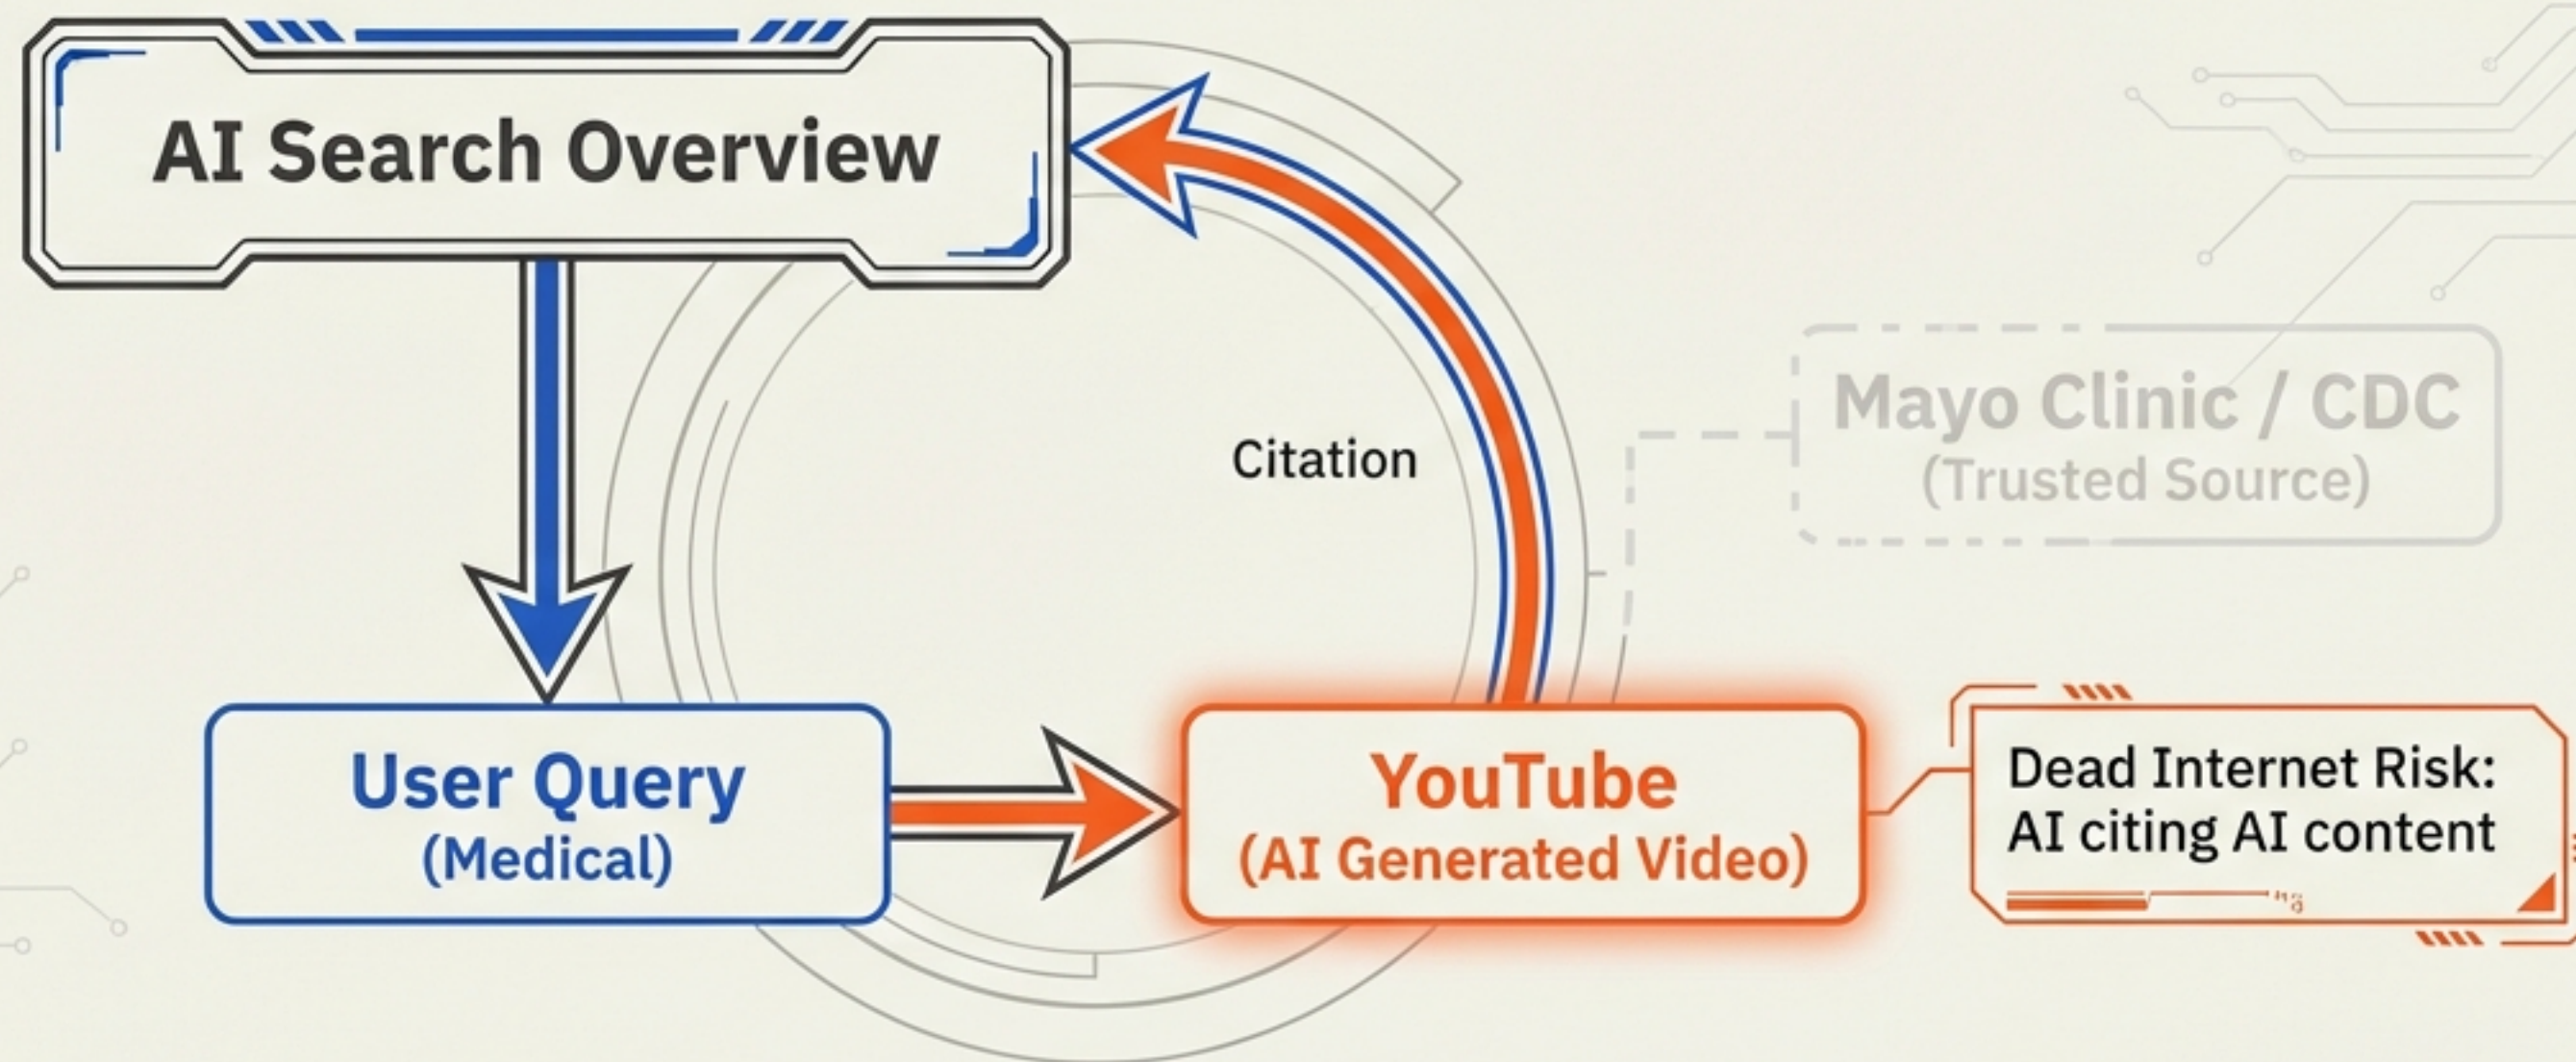 AI Search Overview
Citation
Mayo Clinic / CDC
(Trusted Source)
User Query
(Medical)
YouTube
(AI Generated Video)
Dead Internet Risk:
AI citing AI content